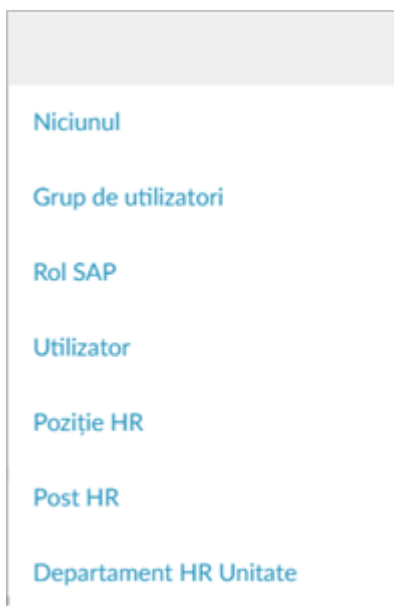 Niciunul
Grup de utilizatori
Rol SAP
Utilizator
Poziție HR
Post HR
Departament HR Unitate